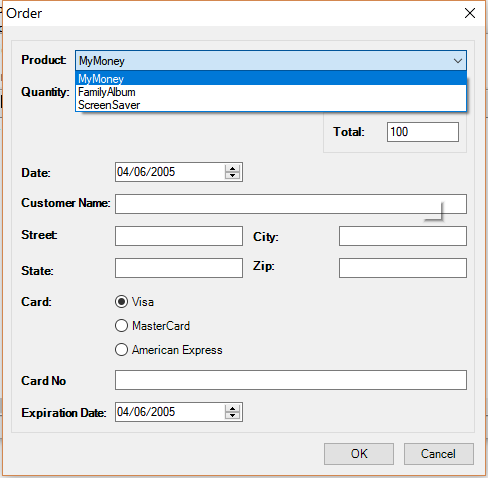 Order
Product: MyMoney
MyMoney
Quantity: FamilyAlbum
ScreenSaver
Total: 100
Date: 04/06/2005
Customer Name:
Street: City:
State: Zip:
Card: Visa
MasterCard
American Express
Card No
Expiration Date: 04/06/2005
OK Cancel